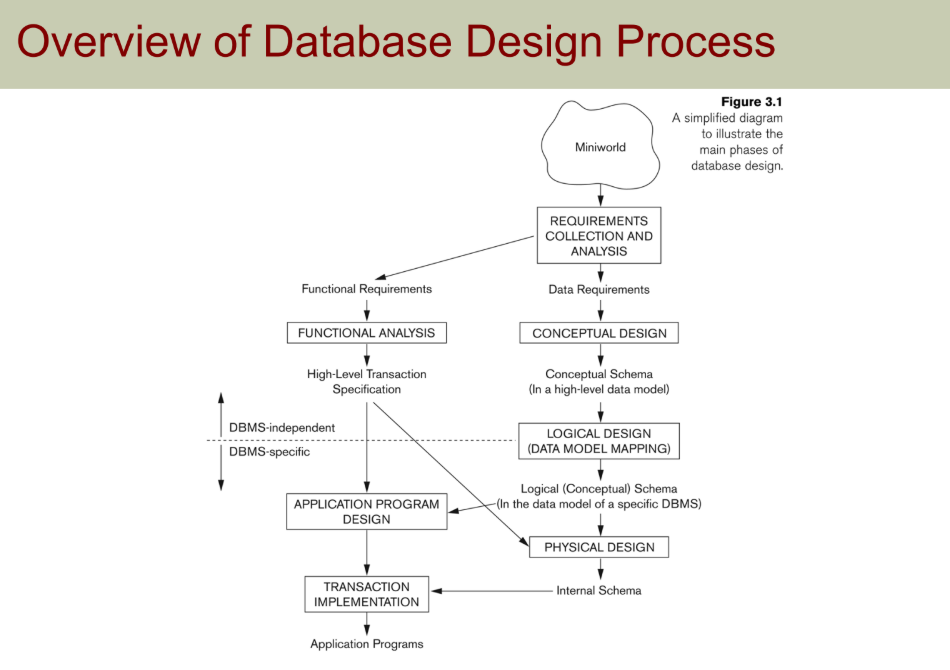 Overview of Database Design Process
Figure 3.1
A simplified diagram
to illustrate the
main phases of
database design.
Miniworld
REQUIREMENTS
COLLECTION AND
ANALYSIS
Functional Requirements
Data Requirements
FUNCTIONAL ANALYSIS
CONCEPTUAL DESIGN
High-Level Transaction
Specification
Conceptual Schema
(In a high-level data model)
DBMS-independent
DBMS-specific
LOGICAL DESIGN
(DATA MODEL MAPPING)
Logical (Conceptual) Schema
(In the data model of a specific DBMS)
APPLICATION PROGRAM
DESIGN
PHYSICAL DESIGN
TRANSACTION
IMPLEMENTATION
Internal Schema
Application Programs